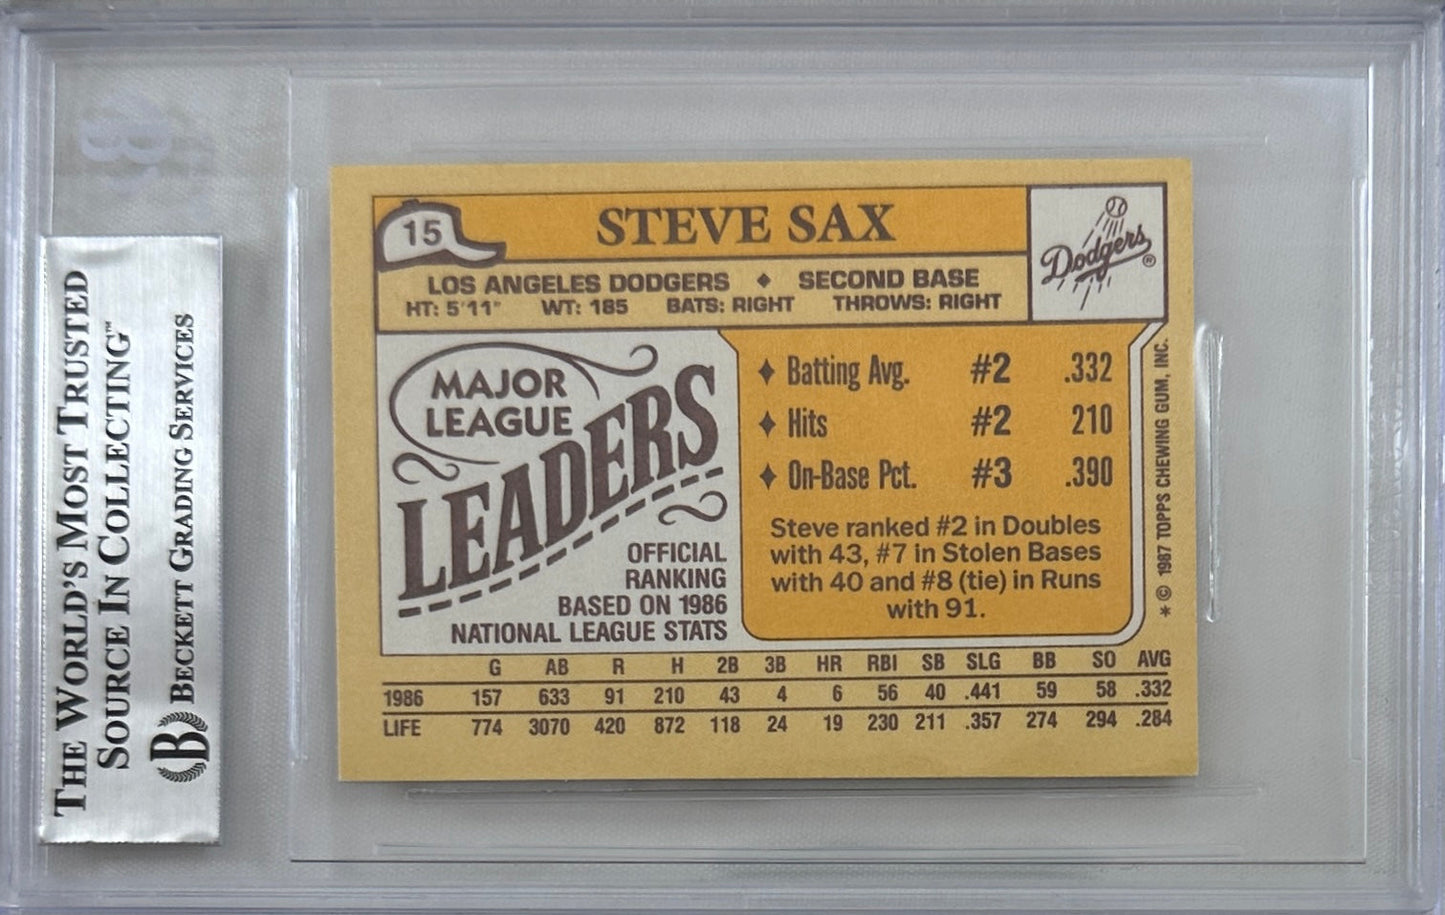 THE WORLD'S MOST TRUSTED
SOURCE IN COLLECTING™
B BECKETT GRADING SERVICES
15 STEVE SAX
LOS ANGELES DODGERS ♦ SECOND BASE
HT: 5'11" WT: 185 BATS: RIGHT THROWS: RIGHT
Dodgers®
MAJOR
LEAGUE
LEADERS
OFFICIAL
RANKING
BASED ON 1986
NATIONAL LEAGUE STATS
♦ Batting Avg. #2 .332
♦ Hits #2 210
♦ On-Base Pct. #3 .390
Steve ranked #2 in Doubles
with 43, #7 in Stolen Bases
with 40 and #8 (tie) in Runs
with 91.
* © 1987 TOPPS CHEWING GUM, INC.
G AB R H 2B 3B HR RBI SB SLG BB SO AVG
1986 157 633 91 210 43 4 6 56 40 .441 59 58 .332
LIFE 774 3070 420 872 118 24 19 230 211 .357 274 294 .284